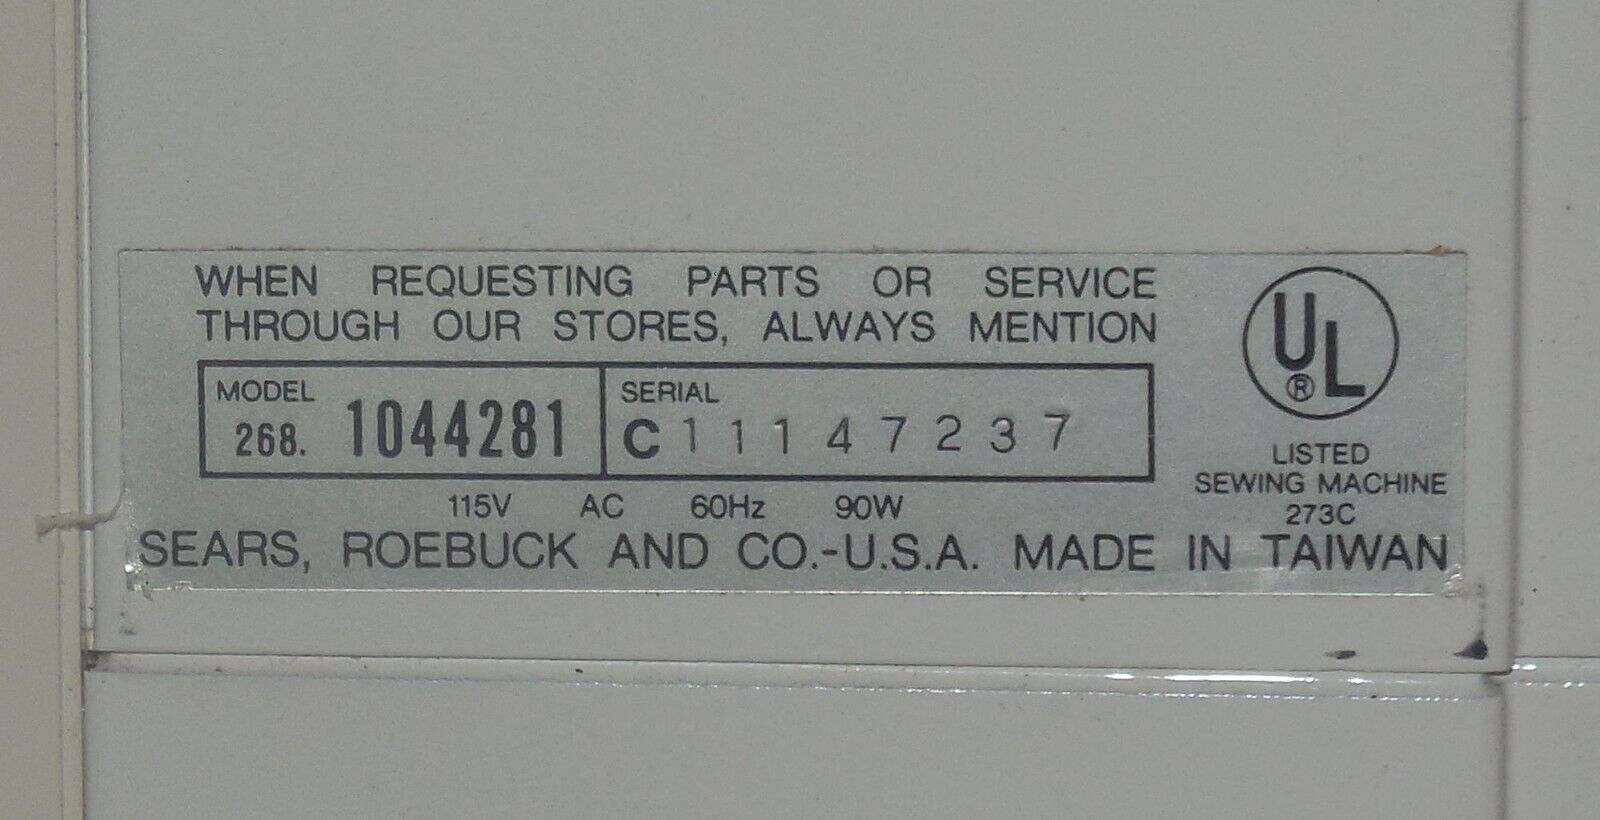 WHEN REQUESTING PARTS OR SERVICE
THROUGH OUR STORES, ALWAYS MENTION
MODEL
268. 1044281
SERIAL
C11147237
115V AC 60Hz 90W
SEARS, ROEBUCK AND CO.-U.S.A. MADE IN TAIWAN
UL
®
LISTED
SEWING MACHINE
273C